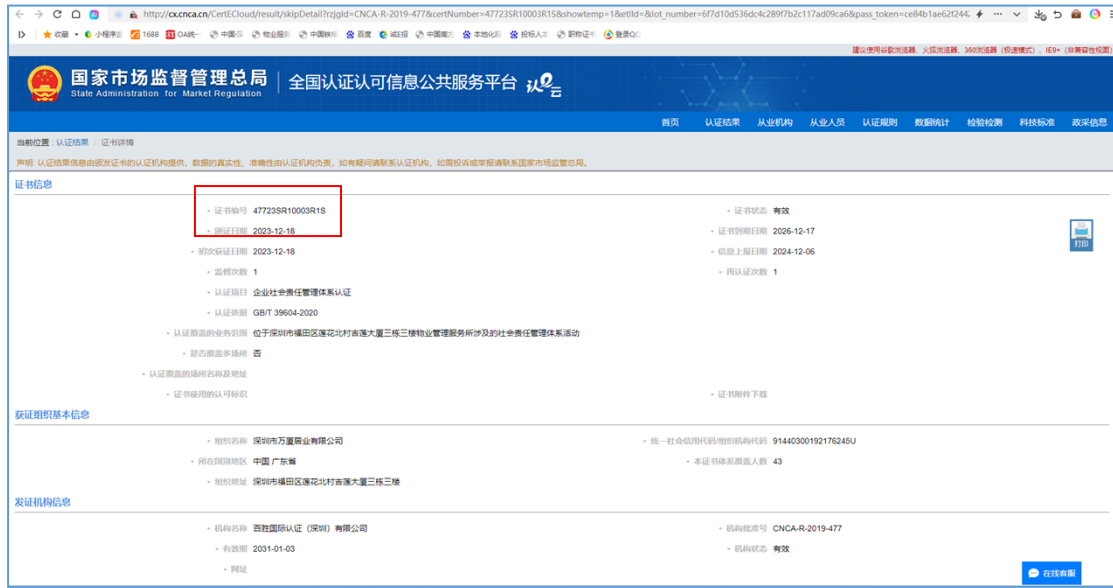 http://cx.cnca.cn/CertECloud/result/skipDetail?rzjgId=CNCA-R-2019-477&certNumber=47723SR10003R1S&showtemp=1&etlId=&lot_number=6f7d10d536dc4c289f7b2c117ad09ca6&pass_token=ce84b1ae62f244
收藏 小程序 1688 OA统一 中国 物业服 中国铁 百度 诚E招 中国南 本地化 投标人 职称证 登录QC
建议使用谷歌浏览器、火狐浏览器、360浏览器（极速模式）、IE9+（非兼容性视图）
国家市场监督管理总局 全国认证认可信息公共服务平台 认e云
State Administration for Market Regulation
首页 认证结果 从业机构 从业人员 认证规则 数据统计 检验检测 科技标准 政采信息
当前位置：认证结果 / 证书详情
声明: 认证结果信息由颁发证书的认证机构提供，数据的真实性、准确性由认证机构负责，如有疑问请联系认证机构，如需投诉或举报请联系国家市场监管总局。
证书信息
证书编号 47723SR10003R1S 证书状态 有效
颁证日期 2023-12-18 证书到期日期 2026-12-17
打印
初次获证日期 2023-12-18 信息上报日期 2024-12-06
监督次数 1 再认证次数 1
认证项目 企业社会责任管理体系认证
认证依据 GB/T 39604-2020
认证覆盖的业务范围 位于深圳市福田区莲花北村吉莲大厦三栋三楼物业管理服务所涉及的社会责任管理体系活动
是否覆盖多场所 否
认证覆盖的场所名称及地址
证书使用的认可标识 证书附件下载
获证组织基本信息
组织名称 深圳市万厦居业有限公司 统一社会信用代码/组织机构代码 91440300192176245U
所在国别地区 中国 广东省 本证书体系覆盖人数 43
组织地址 深圳市福田区莲花北村吉莲大厦三栋三楼
发证机构信息
机构名称 百胜国际认证（深圳）有限公司 机构批准号 CNCA-R-2019-477
有效期 2031-01-03 机构状态 有效
网址
在线客服